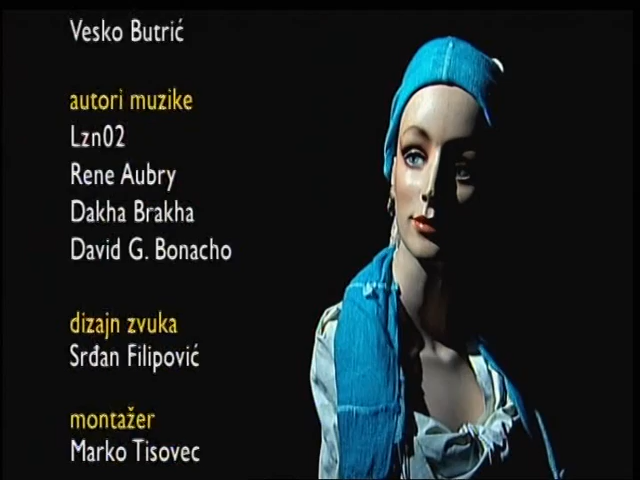 Vesko Butrić
autori muzike
Lzn02
Rene Aubry
Dakha Brakha
David G. Bonacho
dizajn zvuka
Srđan Filipović
montažer
Marko Tisovec